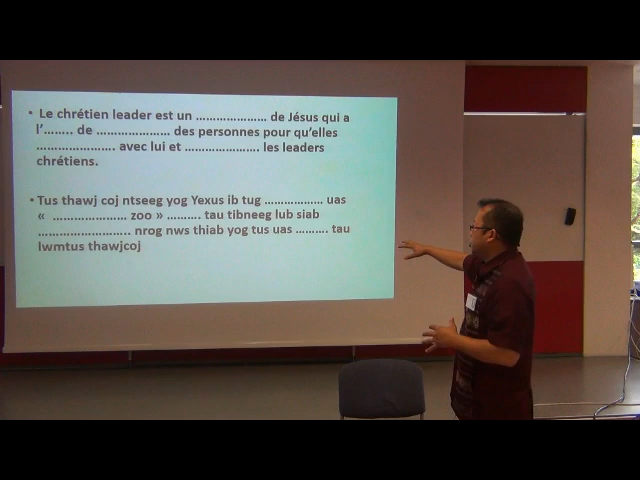 • Le chrétien leader est un ………………… de Jésus qui a
l'…….. de ………………… des personnes pour qu'elles
…………………. avec lui et …………………. les leaders
chrétiens.
• Tus thawj coj ntseeg yog Yexus ib tug ……………… uas
« ………………… zoo » ………. tau tibneeg lub siab
…………………….. nrog nws thiab yog tus uas ………. tau
lwmtus thawjcoj